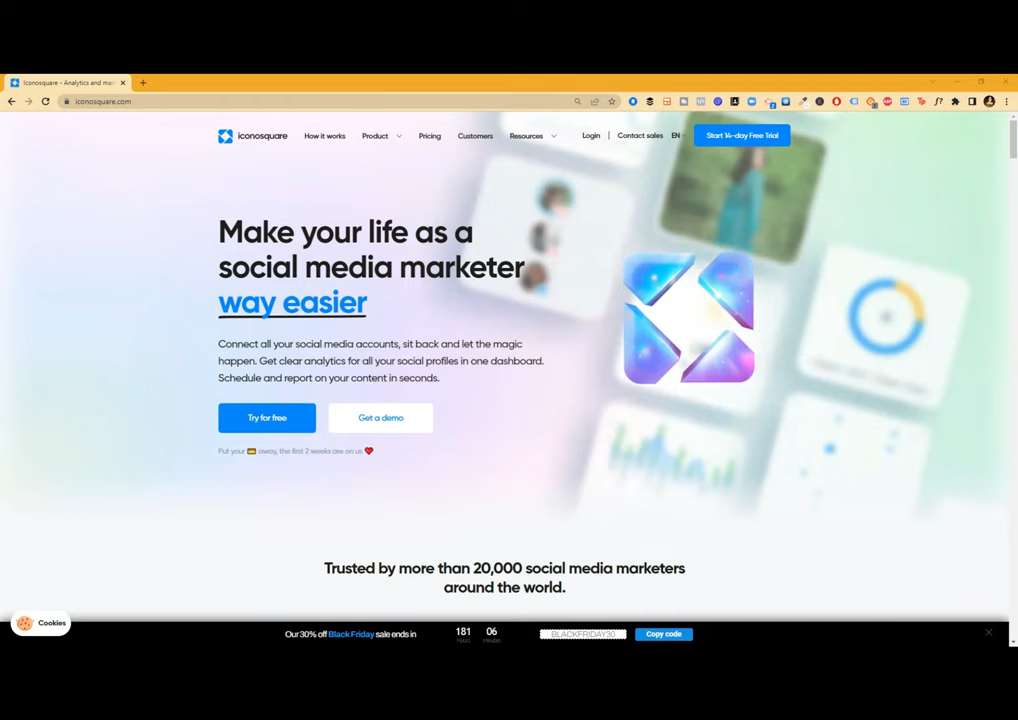 Iconosquare - Analytics and mar
iconosquare.com
iconosquare
How it works
Product
Pricing
Customers
Resources
Login
Contact sales
EN
Start 14-day Free Trial
Make your life as a
social media marketer
way easier
Connect all your social media accounts, sit back and let the magic
happen. Get clear analytics for all your social profiles in one dashboard.
Schedule and report on your content in seconds.
Try for free
Get a demo
Put your 💳 away, the first 2 weeks are on us ❤️
Trusted by more than 20,000 social media marketers
around the world.
Cookies
Our 30% off Black Friday sale ends in
181
Hours
06
Minutes
BLACKFRIDAY30
Copy code